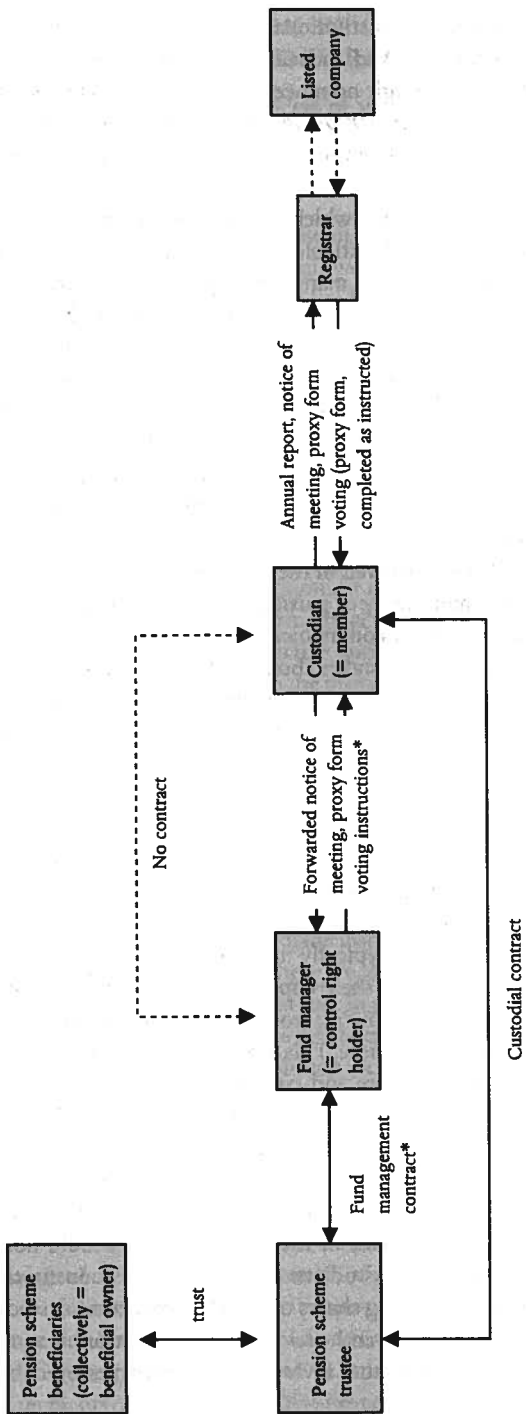 Pension scheme
beneficiaries
(collectively =
beneficial owner)
trust
Pension scheme
trustee
Fund
management
contract*
Fund manager
(= control right
holder)
No contract
Forwarded notice of
meeting, proxy form
voting instructions*
Custodian
(= member)
Custodial contract
Annual report, notice of
meeting, proxy form
voting (proxy form,
completed as instructed)
Registrar
Listed
company